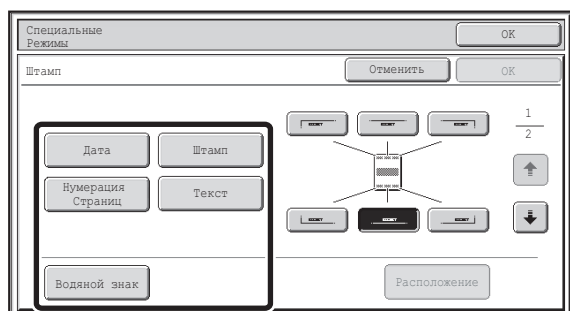 Специальные
Режимы
OK
Штамп
Отменить
OK
Дата
Штамп
Нумерация
Страниц
Текст
Водяной знак
1
2
Расположение